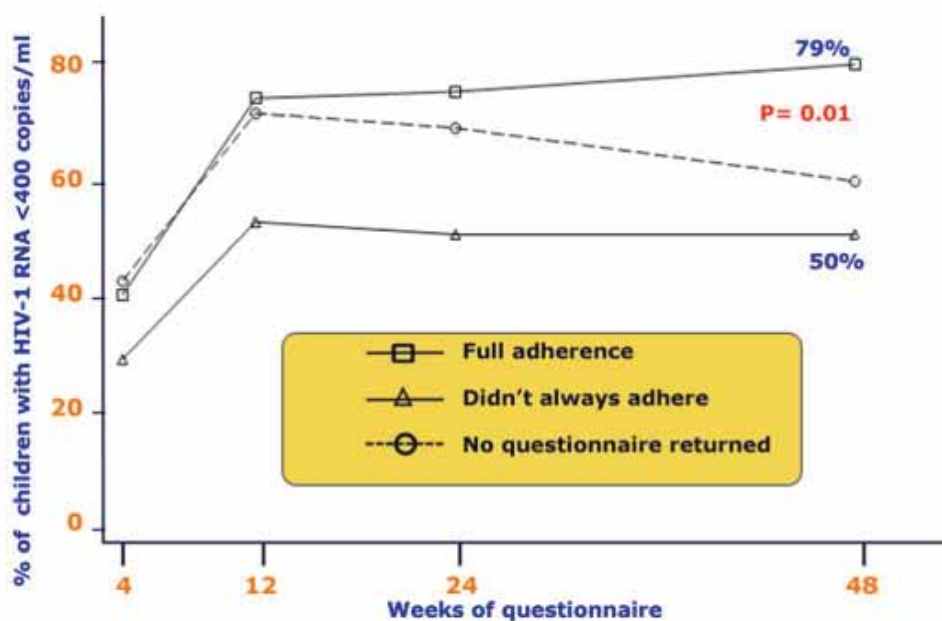 % of children with HIV-1 RNA <400 copies/ml
80
60
40
20
0
79%
P= 0.01
50%
Full adherence
Didn't always adhere
No questionnaire returned
4 12 24 48
Weeks of questionnaire